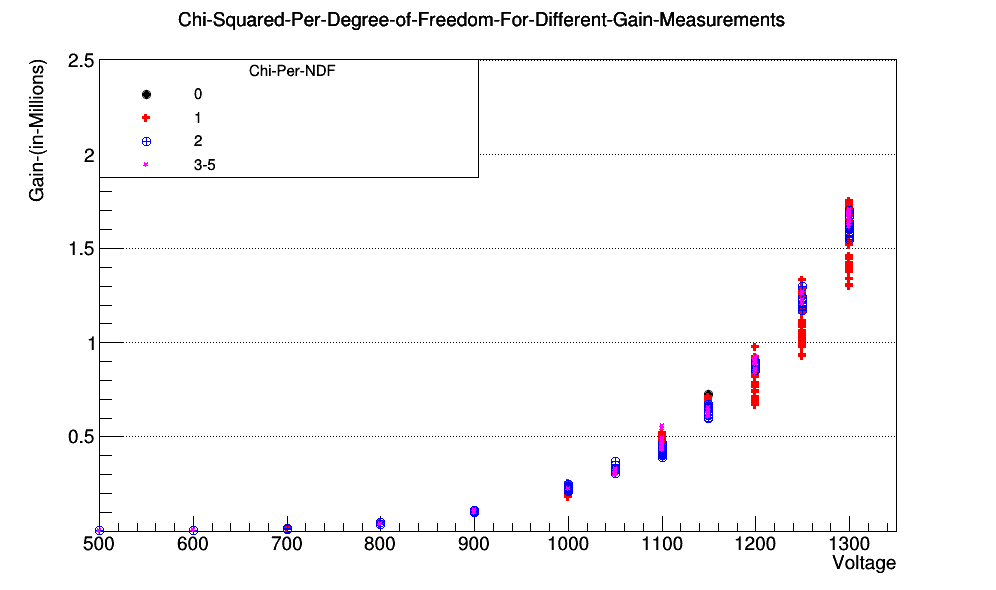 Chi-Squared-Per-Degree-of-Freedom-For-Different-Gain-Measurements
Gain-(in-Millions)
2.5
2
1.5
1
0.5
Chi-Per-NDF
0
1
2
3-5
500 600 700 800 900 1000 1100 1200 1300
Voltage